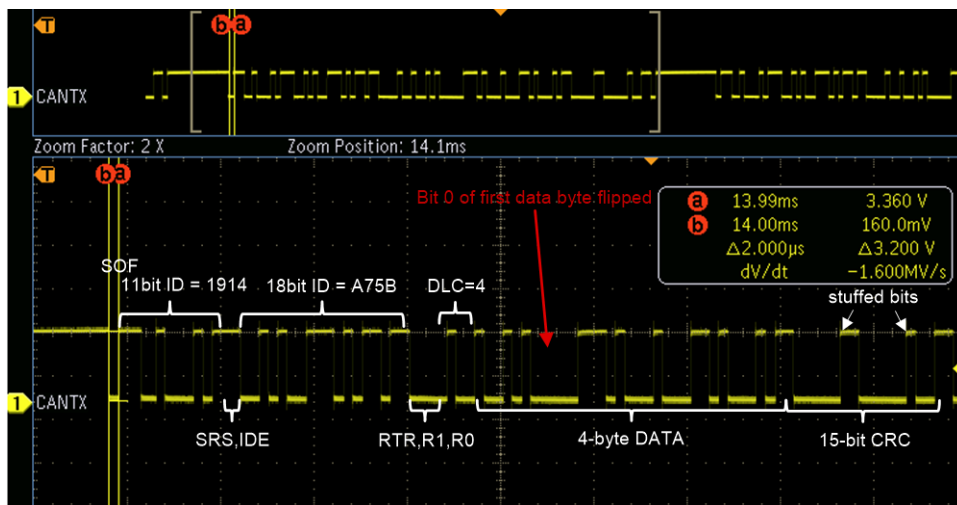 T
b a
1 CANTX
Zoom Factor: 2 X Zoom Position: 14.1ms
T
b a
Bit 0 of first data byte flipped
a 13.99ms 3.360 V
b 14.00ms 160.0mV
Δ2.000µs Δ3.200 V
dV/dt -1.600MV/s
SOF
11bit ID = 1914 18bit ID = A75B DLC=4
stuffed bits
1 CANTX
SRS,IDE RTR,R1,R0 4-byte DATA 15-bit CRC